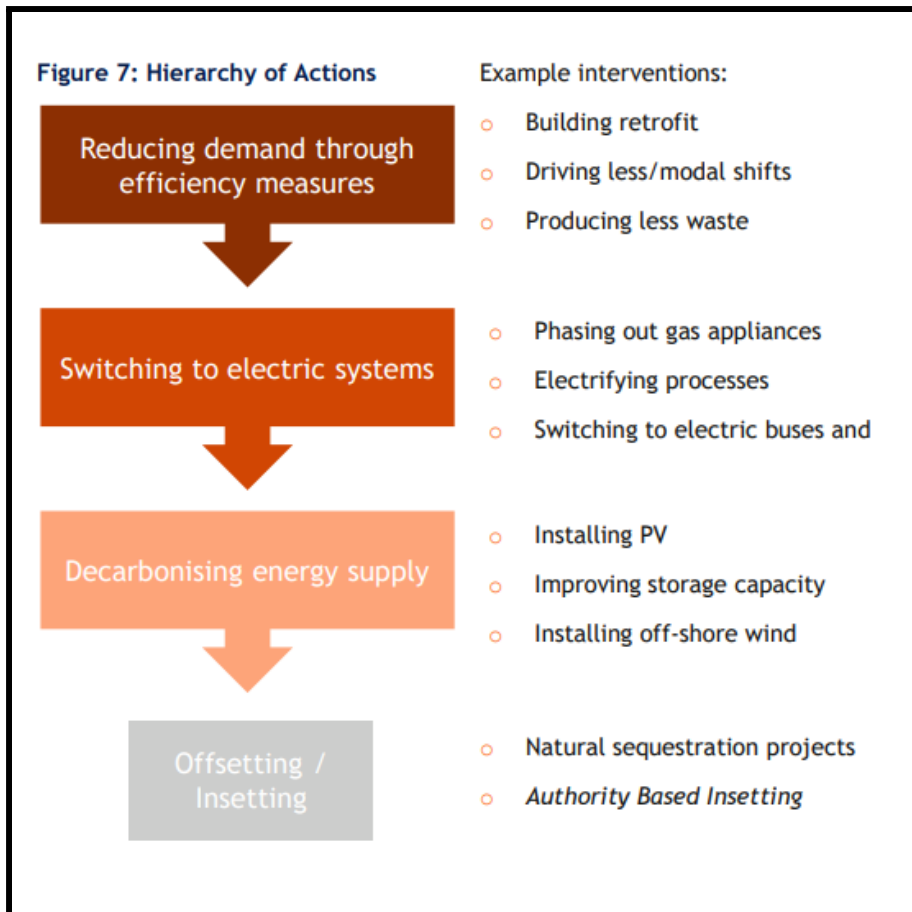 Figure 7: Hierarchy of Actions
Example interventions:
Reducing demand through
efficiency measures
Building retrofit
Driving less/modal shifts
Producing less waste
Switching to electric systems
Phasing out gas appliances
Electrifying processes
Switching to electric buses and
Decarbonising energy supply
Installing PV
Improving storage capacity
Installing off-shore wind
Offsetting /
Insetting
Natural sequestration projects
Authority Based Insetting